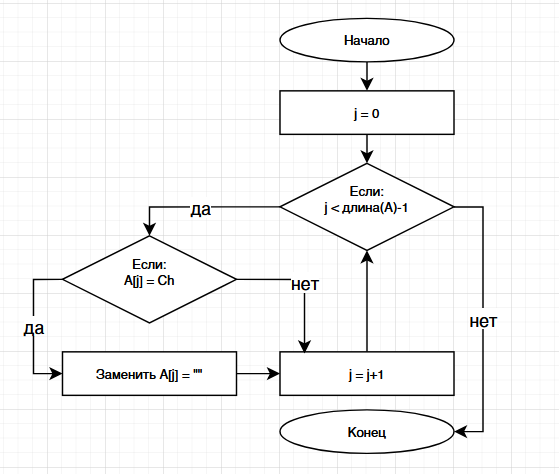 Начало
j = 0
Если:
j < длина(A)-1
да
Если:
A[j] = Ch
нет
да
нет
Заменить A[j] = ""
j = j+1
Конец